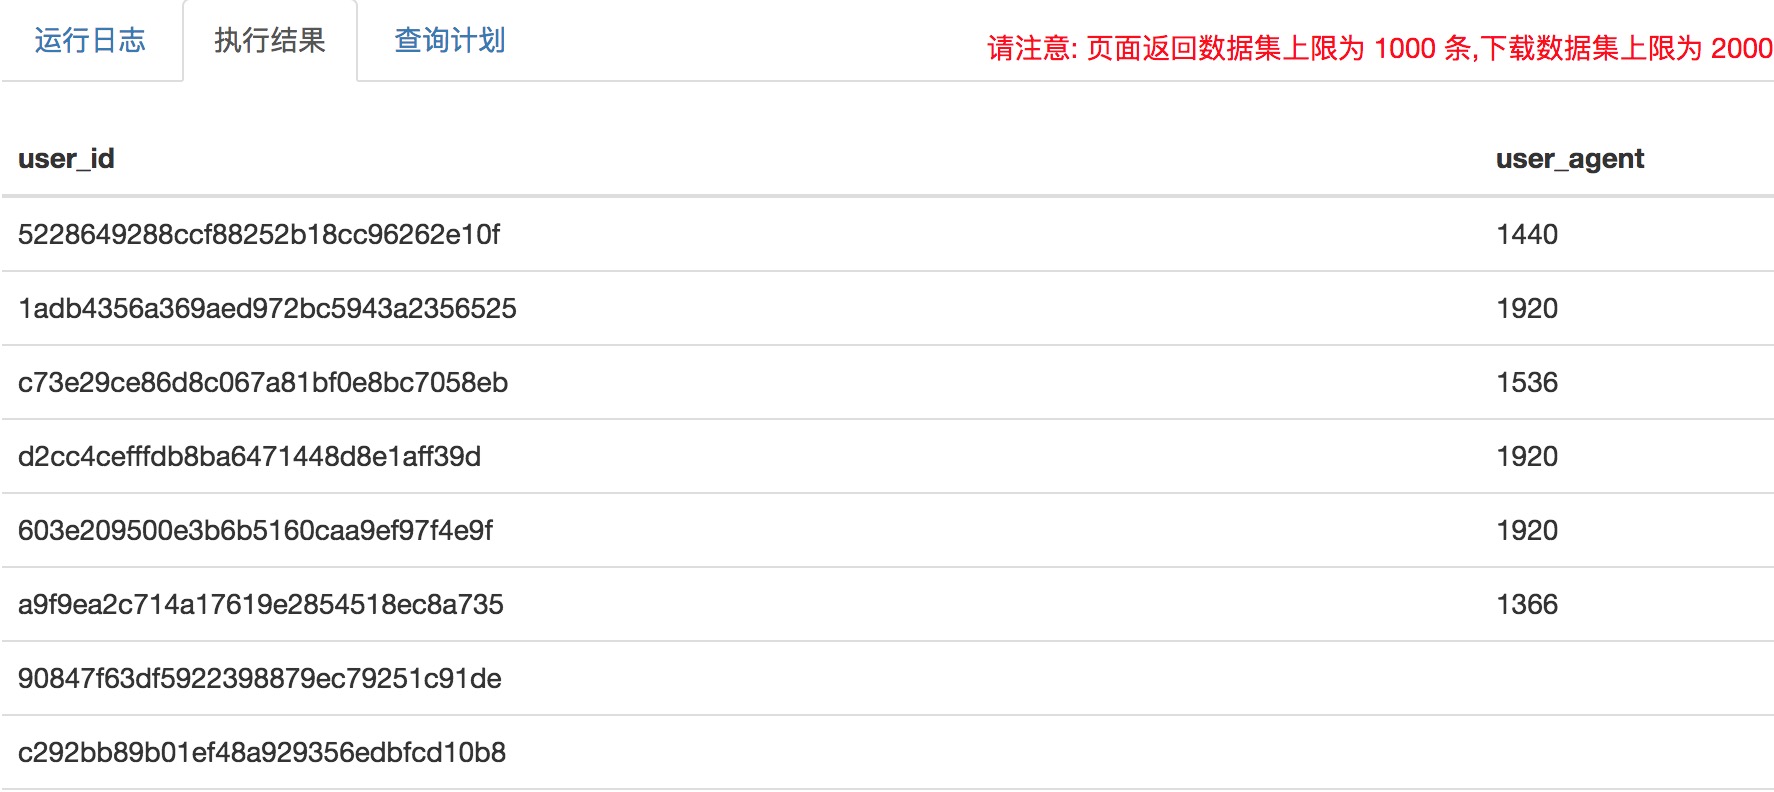 运行日志 执行结果 查询计划 请注意: 页面返回数据集上限为 1000 条,下载数据集上限为 2000
user_id user_agent
5228649288ccf88252b18cc96262e10f 1440
1adb4356a369aed972bc5943a2356525 1920
c73e29ce86d8c067a81bf0e8bc7058eb 1536
d2cc4cefffdb8ba6471448d8e1aff39d 1920
603e209500e3b6b5160caa9ef97f4e9f 1920
a9f9ea2c714a17619e2854518ec8a735 1366
90847f63df5922398879ec79251c91de
c292bb89b01ef48a929356edbfcd10b8